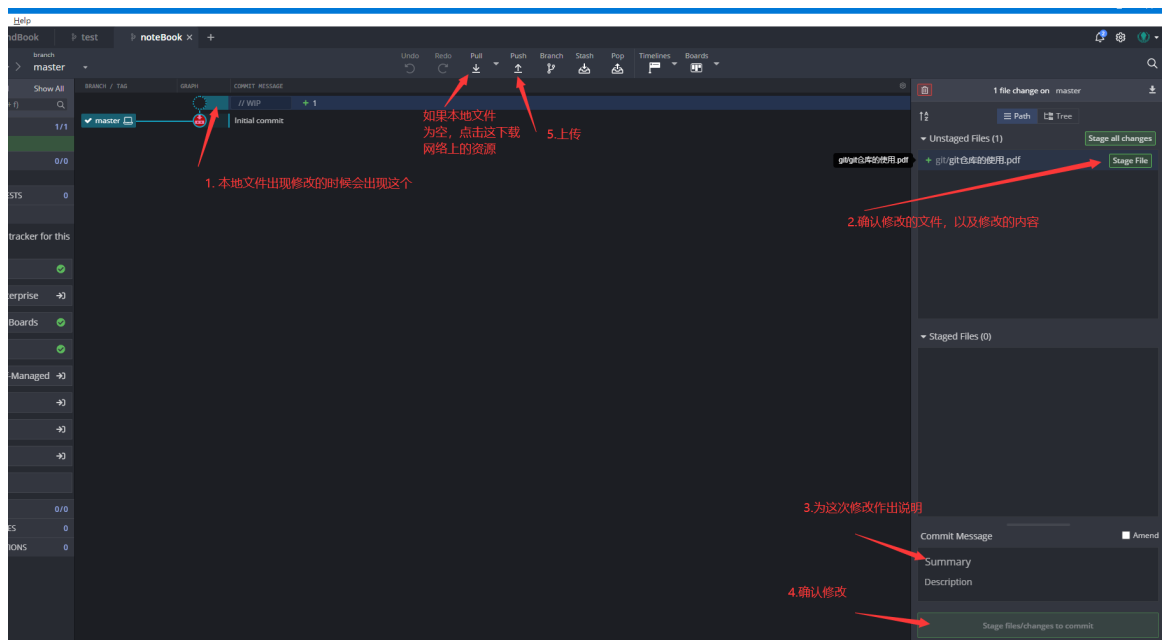 Help
ndBook
test
noteBook
branch
master
Undo
Redo
Pull
Push
Branch
Stash
Pop
Timelines
Boards
Show All
BRANCH / TAG
GRAPH
COMMIT MESSAGE
// WIP
+ 1
master
Initial commit
1/1
0/0
ESTS 0
tracker for this
terprise
Boards
-Managed
0/0
ES 0
TIONS 0
如果本地文件
为空，点击这下载
网络上的资源
5.上传
1. 本地文件出现修改的时候会出现这个
1 file change on master
Path
Tree
Unstaged Files (1)
Stage all changes
git/git仓库的使用.pdf
+ git/git仓库的使用.pdf
Stage File
2.确认修改的文件，以及修改的内容
Staged Files (0)
3.为这次修改作出说明
Commit Message
Amend
Summary
Description
4.确认修改
Stage files/changes to commit